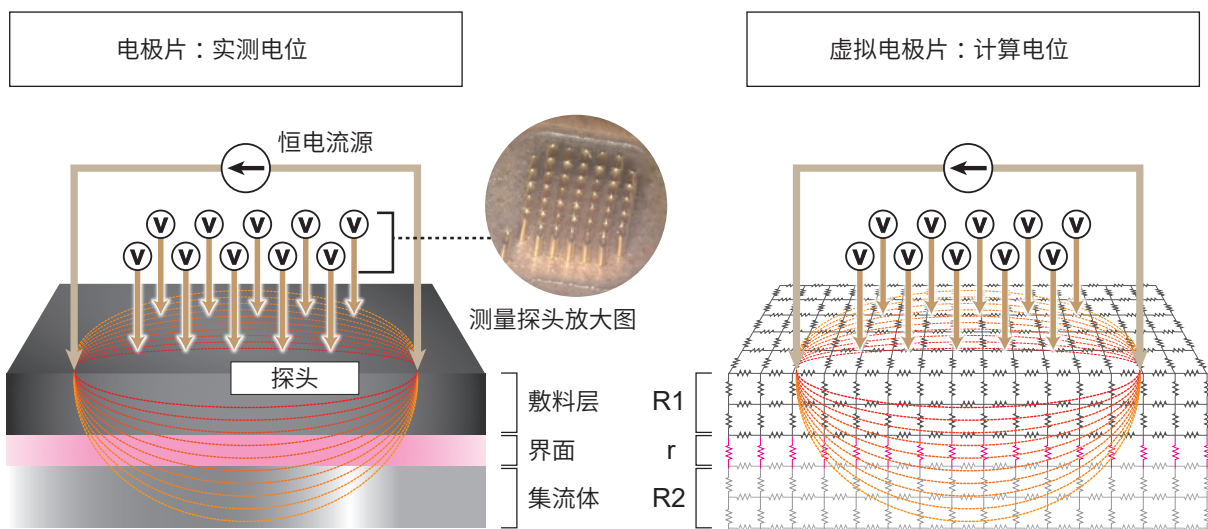 电极片：实测电位
虚拟电极片：计算电位
恒电流源
V V V V V
V V V V V
V V V V V
V V V V V
测量探头放大图
探头
敷料层 R1
界面 r
集流体 R2